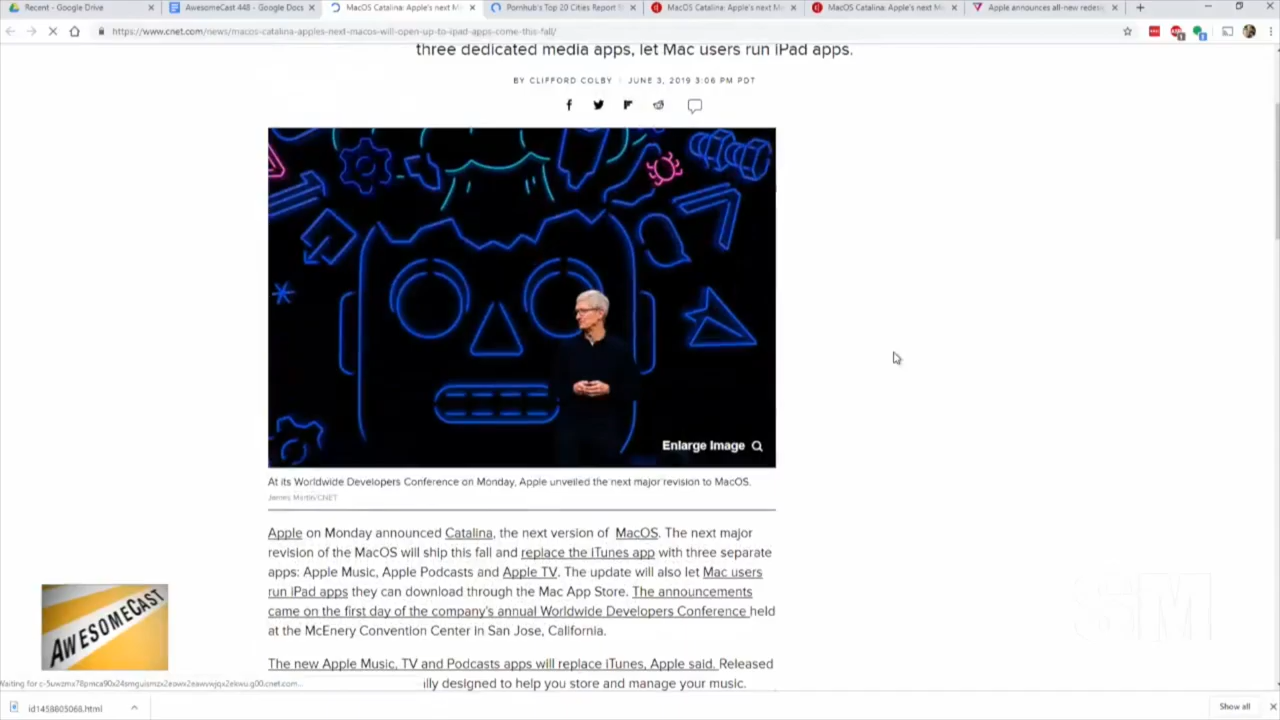 Recent - Google Drive
AwesomeCast 448 - Google Docs
MacOS Catalina: Apple's next M
Pornhub's Top 20 Cities Report
MacOS Catalina: Apple's next M
MacOS Catalina: Apple's next M
Apple announces all-new redesi
https://www.cnet.com/news/macos-catalina-apples-next-macos-will-open-up-to-ipad-apps-come-this-fall/
three dedicated media apps, let Mac users run iPad apps.
BY CLIFFORD COLBY JUNE 3, 2019 3:06 PM PDT
Enlarge Image
At its Worldwide Developers Conference on Monday, Apple unveiled the next major revision to MacOS.
James Martin/CNET
Apple on Monday announced Catalina, the next version of MacOS. The next major
revision of the MacOS will ship this fall and replace the iTunes app with three separate
apps: Apple Music, Apple Podcasts and Apple TV. The update will also let Mac users
run iPad apps they can download through the Mac App Store. The announcements
came on the first day of the company's annual Worldwide Developers Conference held
at the McEnery Convention Center in San Jose, California.
The new Apple Music, TV and Podcasts apps will replace iTunes, Apple said. Released
ally designed to help you store and manage your music.
AWESOMECAST
SM
id1458605068.html
Show all